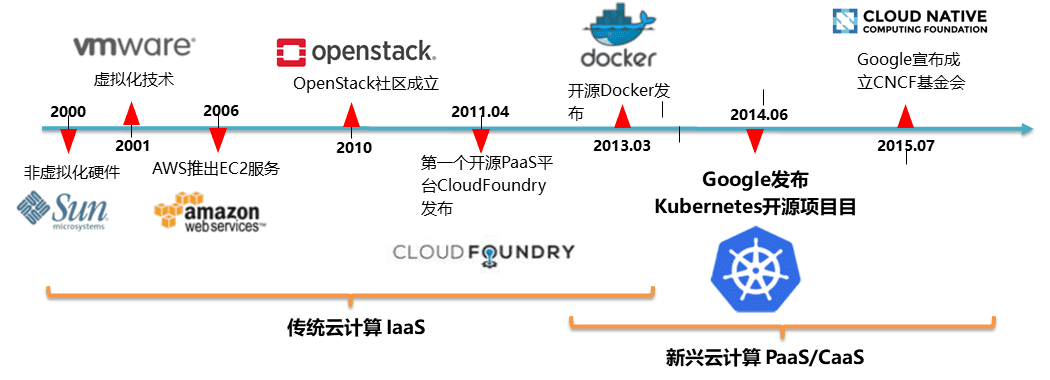 vmware®
虚拟化技术
openstack.
OpenStack社区成立
docker
开源Docker发
布
CLOUD NATIVE
COMPUTING FOUNDATION
Google宣布成
立CNCF基金会
2000
2001
2006
2010
2011.04
2013.03
2014.06
2015.07
非虚拟化硬件
Sun
microsystems
AWS推出EC2服务
amazon
webservices™
第一个开源PaaS平
台CloudFoundry
发布
CLOUD FOUNDRY
Google发布
Kubernetes开源项目目
传统云计算 IaaS
新兴云计算 PaaS/CaaS